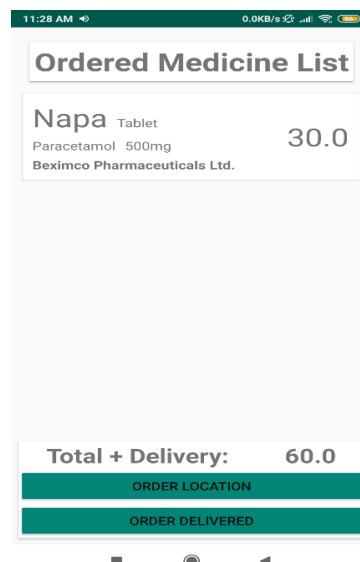 11:28 AM 0.0KB/s
Ordered Medicine List
Napa Tablet
30.0
Paracetamol 500mg
Beximco Pharmaceuticals Ltd.
Total + Delivery: 60.0
ORDER LOCATION
ORDER DELIVERED